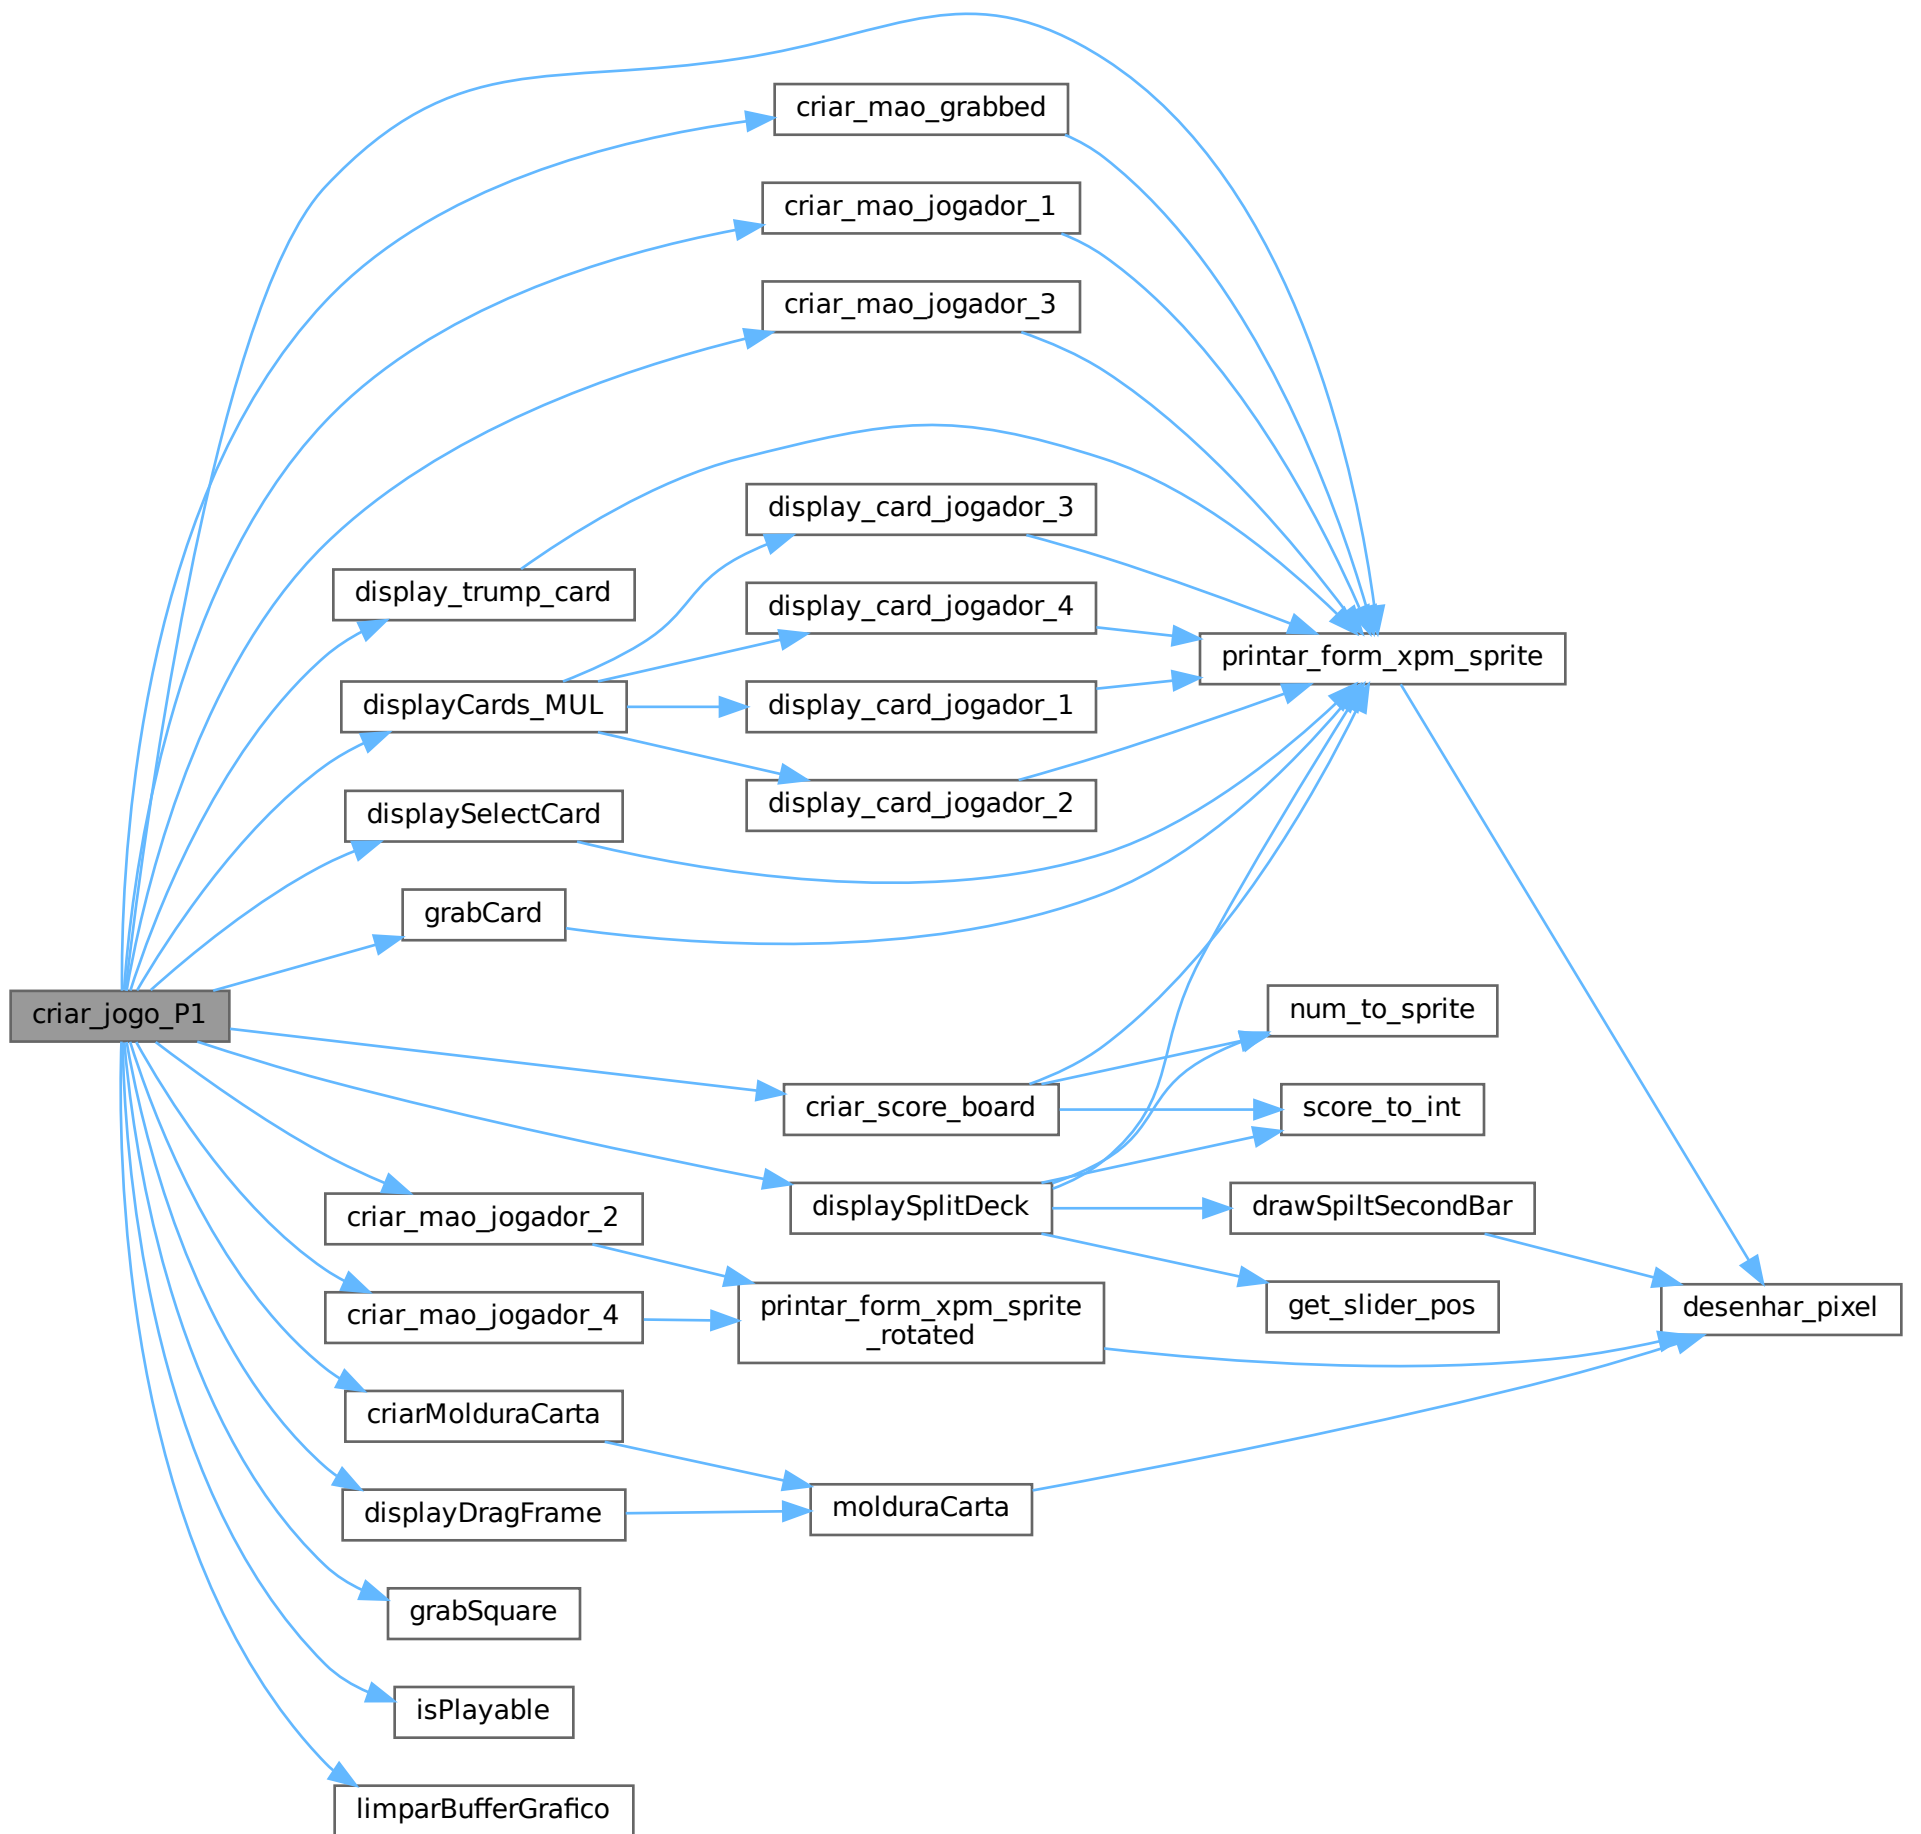 criar_mao_grabbed
criar_mao_jogador_1
criar_mao_jogador_3
display_card_jogador_3
display_trump_card
display_card_jogador_4
printar_form_xpm_sprite
displayCards_MUL
display_card_jogador_1
display_card_jogador_2
displaySelectCard
grabCard
criar_jogo_P1
num_to_sprite
criar_score_board
score_to_int
displaySplitDeck
drawSpiltSecondBar
criar_mao_jogador_2
get_slider_pos
desenhar_pixel
criar_mao_jogador_4
printar_form_xpm_sprite
_rotated
criarMolduraCarta
displayDragFrame
molduraCarta
grabSquare
isPlayable
limparBufferGrafico